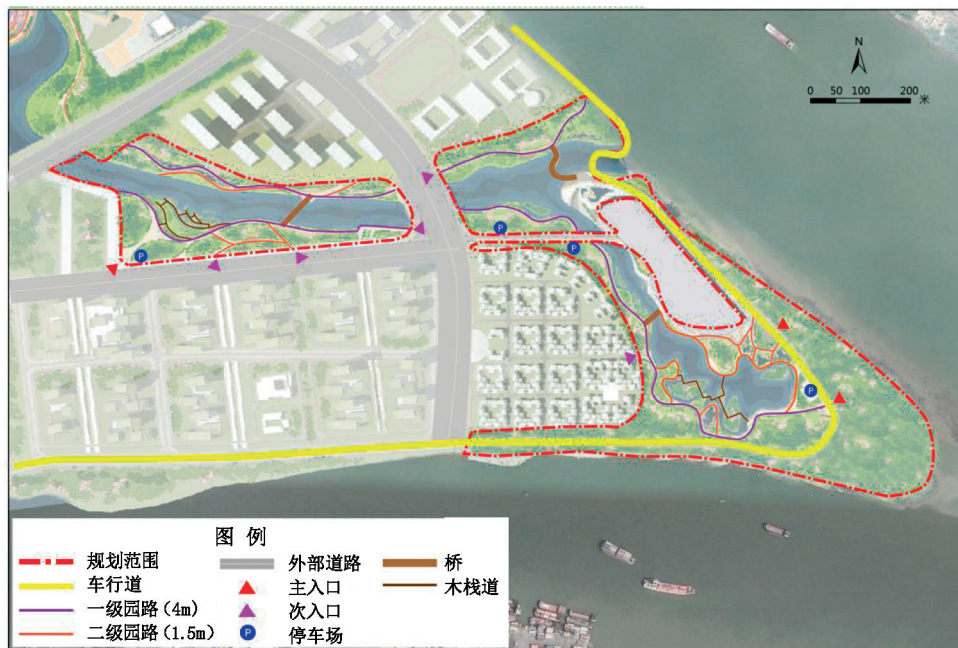 N
0 50 100 200 米
P
P
P
P
图 例
规划范围
外部道路
桥
车行道
主入口
木栈道
一级园路(4m)
次入口
二级园路(1.5m)
P 停车场